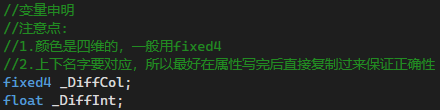 //变量申明
//注意点：
//1.颜色是四维的，一般用fixed4
//2.上下名字要对应，所以最好在属性写完后直接复制过来保证正确性
fixed4 _DiffCol;
float _DiffInt;